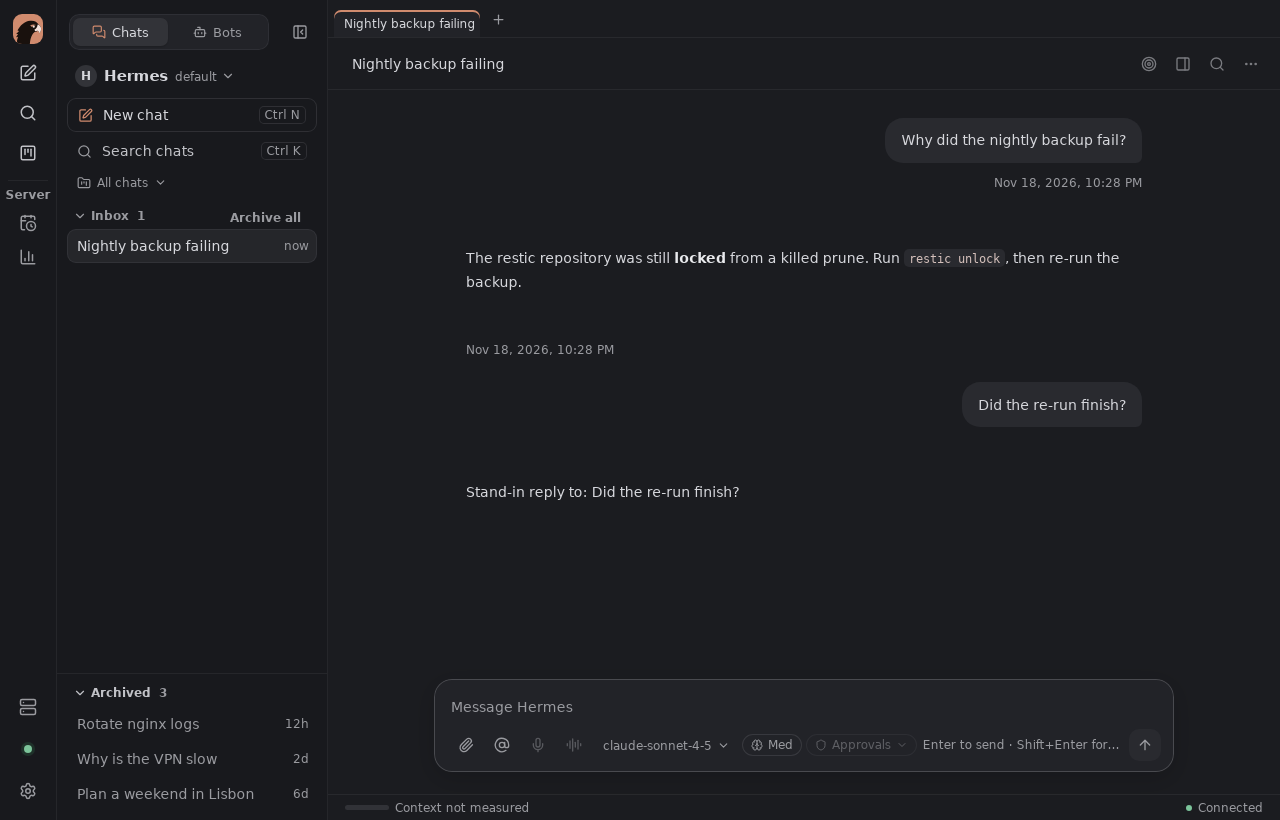 Chats
Bots
Nightly backup failing
Server
H Hermes default
New chat Ctrl N
Search chats Ctrl K
All chats
Inbox 1 Archive all
Nightly backup failing now
Archived 3
Rotate nginx logs 12h
Why is the VPN slow 2d
Plan a weekend in Lisbon 6d
Nightly backup failing
Why did the nightly backup fail?
Nov 18, 2026, 10:28 PM
The restic repository was still locked from a killed prune. Run restic unlock, then re-run the
backup.
Nov 18, 2026, 10:28 PM
Did the re-run finish?
Stand-in reply to: Did the re-run finish?
Message Hermes
claude-sonnet-4-5 Med Approvals Enter to send · Shift+Enter for...
Context not measured
Connected